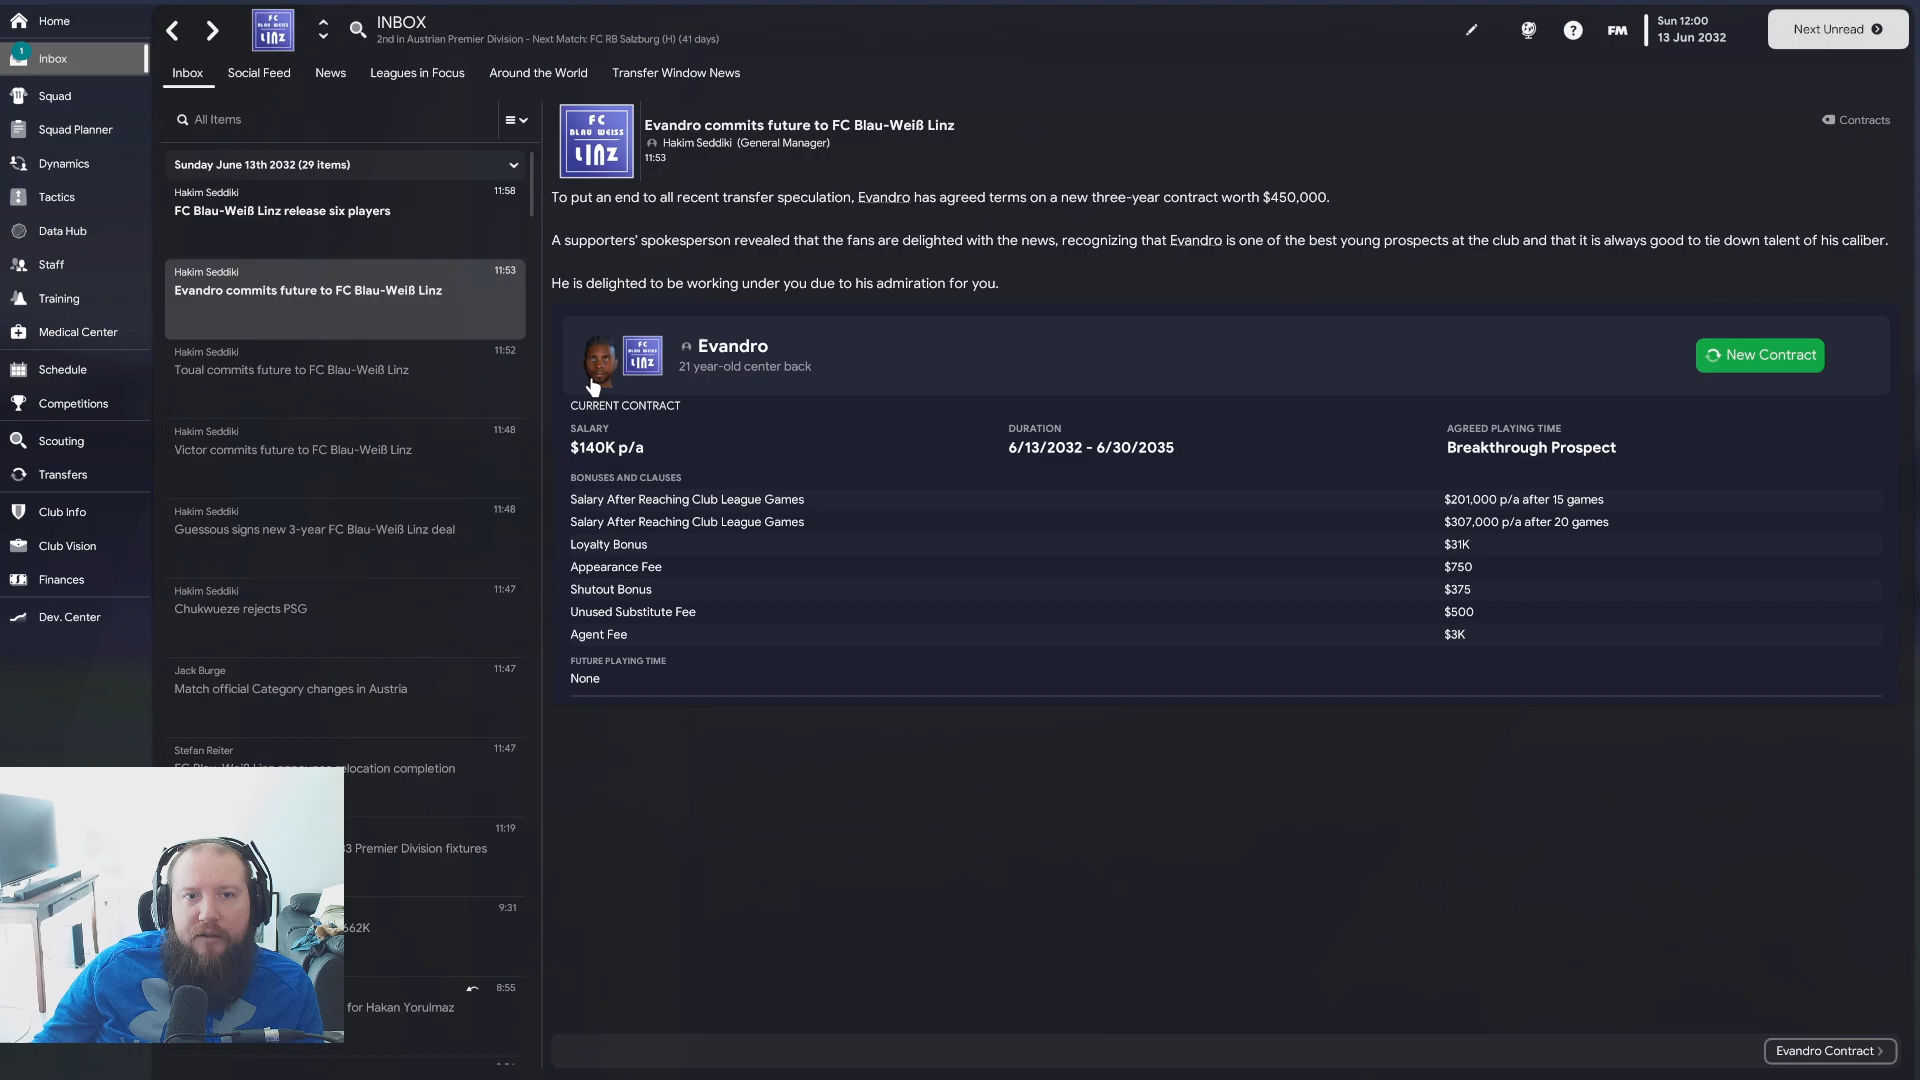 Home
1
Inbox
Squad
Squad Planner
Dynamics
Tactics
Data Hub
Staff
Training
Medical Center
Schedule
Competitions
Scouting
Transfers
Club Info
Club Vision
Finances
Dev. Center
FC
BLAU WEISS
LINZ
INBOX
2nd in Austrian Premier Division - Next Match: FC RB Salzburg (H) (41 days)
FM
Sun 12:00
13 Jun 2032
Next Unread
Inbox
Social Feed
News
Leagues in Focus
Around the World
Transfer Window News
All Items
Sunday June 13th 2032 (29 items)
Hakim Seddiki
11:58
FC Blau-Weiß Linz release six players
Hakim Seddiki
11:53
Evandro commits future to FC Blau-Weiß Linz
Hakim Seddiki
11:52
Toual commits future to FC Blau-Weiß Linz
Hakim Seddiki
11:48
Victor commits future to FC Blau-Weiß Linz
Hakim Seddiki
11:48
Guessous signs new 3-year FC Blau-Weiß Linz deal
Hakim Seddiki
11:47
Chukwueze rejects PSG
Jack Burge
11:47
Match official Category changes in Austria
Stefan Reiter
11:47
relocation completion
11:19
Premier Division fixtures
9:31
662K
8:55
for Hakan Yorulmaz
FC
BLAU WEISS
LINZ
Evandro commits future to FC Blau-Weiß Linz
Hakim Seddiki (General Manager)
11:53
Contracts
To put an end to all recent transfer speculation, Evandro has agreed terms on a new three-year contract worth $450,000.
A supporters' spokesperson revealed that the fans are delighted with the news, recognizing that Evandro is one of the best young prospects at the club and that it is always good to tie down talent of his caliber.
He is delighted to be working under you due to his admiration for you.
FC
BLAU WEISS
LINZ
Evandro
21 year-old center back
New Contract
CURRENT CONTRACT
SALARY
$140K p/a
DURATION
6/13/2032 - 6/30/2035
AGREED PLAYING TIME
Breakthrough Prospect
BONUSES AND CLAUSES
Salary After Reaching Club League Games
$201,000 p/a after 15 games
Salary After Reaching Club League Games
$307,000 p/a after 20 games
Loyalty Bonus
$31K
Appearance Fee
$750
Shutout Bonus
$375
Unused Substitute Fee
$500
Agent Fee
$3K
FUTURE PLAYING TIME
None
Evandro Contract